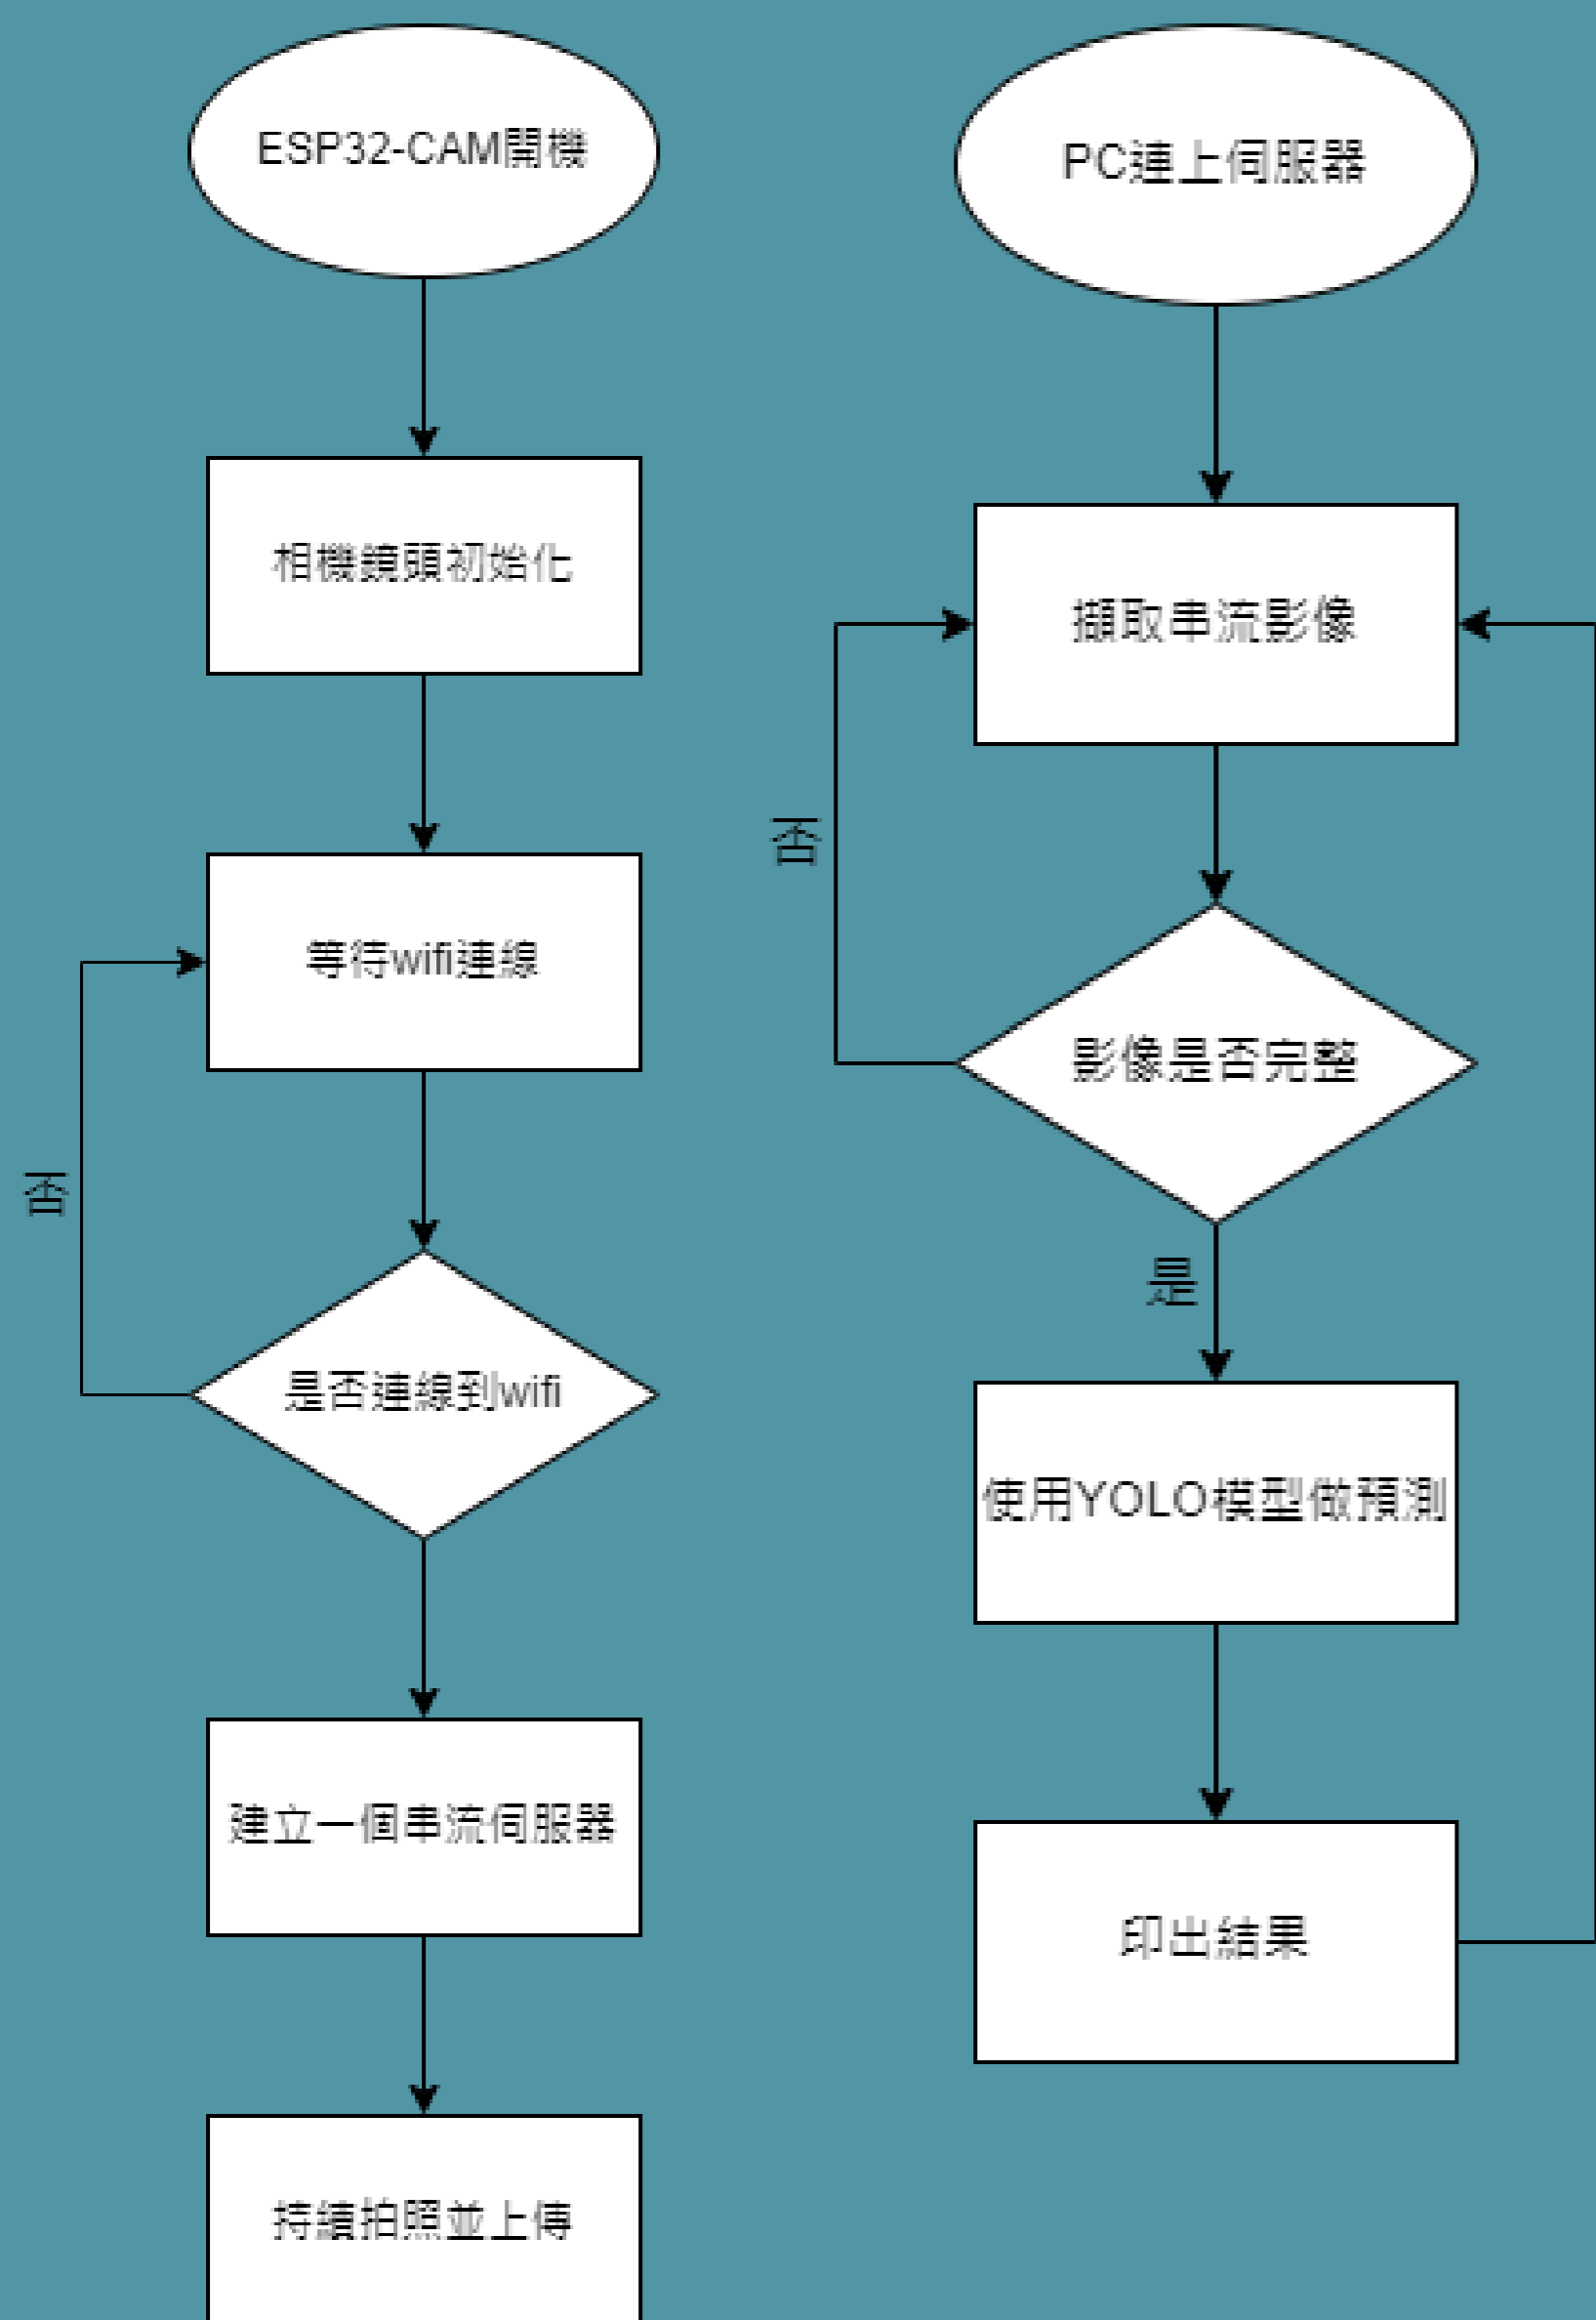 ESP32-CAM開機
相機鏡頭初始化
等待wifi連線
否
是否連線到wifi
建立一個串流伺服器
持續拍照並上傳
PC連上伺服器
擷取串流影像
否
影像是否完整
是
使用YOLO模型做預測
印出結果